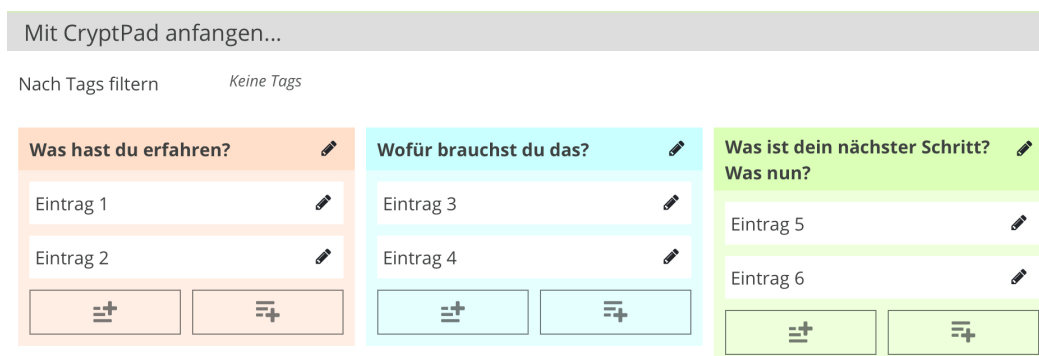 Mit CryptPad anfangen...
Nach Tags filtern
Keine Tags
Was hast du erfahren?
Eintrag 1
Eintrag 2
Wofür brauchst du das?
Eintrag 3
Eintrag 4
Was ist dein nächster Schritt?
Was nun?
Eintrag 5
Eintrag 6